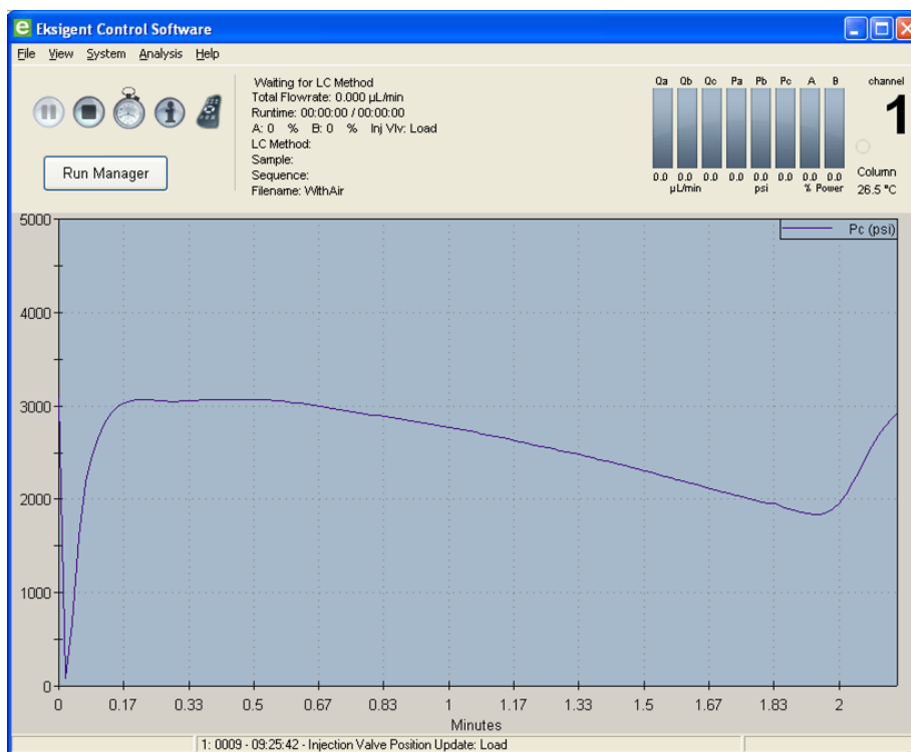 e Eksigent Control Software
File View System Analysis Help
Waiting for LC Method
Total Flowrate: 0.000 µL/min
Runtime: 00:00:00 / 00:00:00
A: 0 % B: 0 % Inj Vlv: Load
LC Method:
Sample:
Sequence:
Filename: WithAir
Run Manager
Qa Qb Qc Pa Pb Pc A B
0.0 0.0 0.0 0.0 0.0 0.0 0.0 0.0
µL/min psi % Power
channel
1
Column
26.5 °C
Pc (psi)
5000
4000
3000
2000
1000
0
0 0.17 0.33 0.5 0.67 0.83 1 1.17 1.33 1.5 1.67 1.83 2
Minutes
1: 0009 - 09:25:42 - Injection Valve Position Update: Load